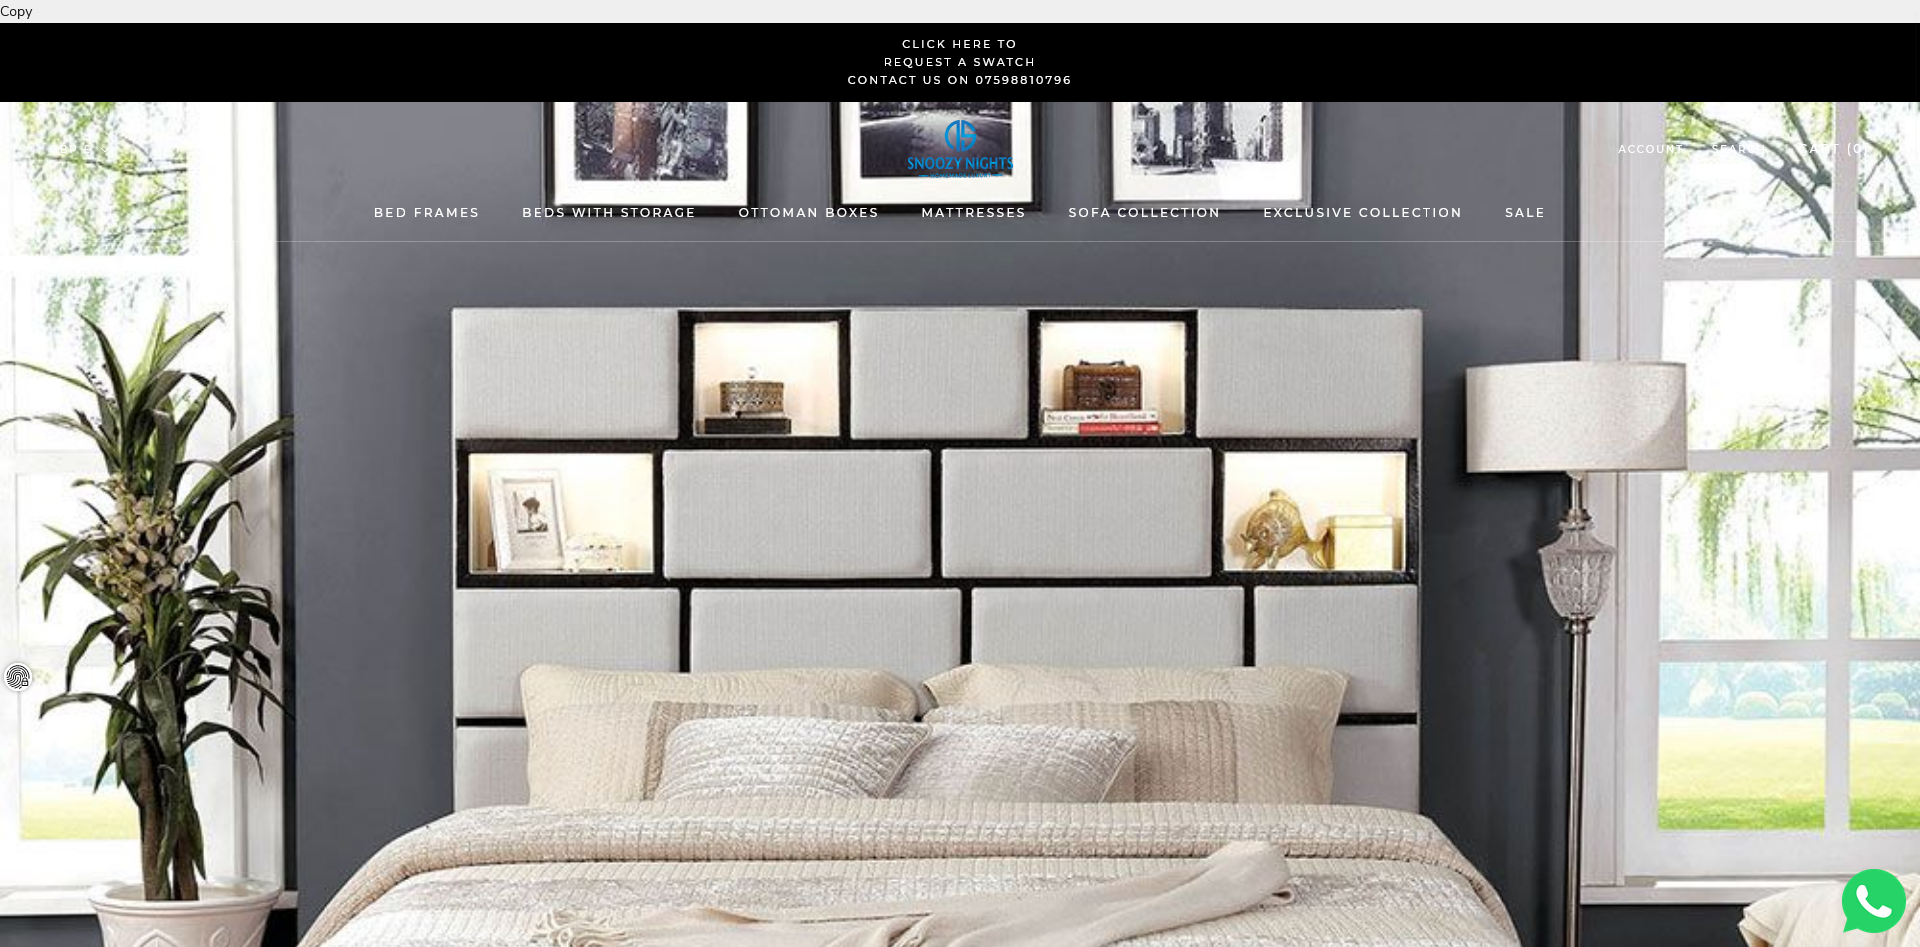 Copy
CLICK HERE TO
REQUEST A SWATCH
CONTACT US ON 07598810796
SNOOZY NIGHTS
ACCOUNT
SEARCH
CART (0)
BED FRAMES
BEDS WITH STORAGE
OTTOMAN BOXES
MATTRESSES
SOFA COLLECTION
EXCLUSIVE COLLECTION
SALE